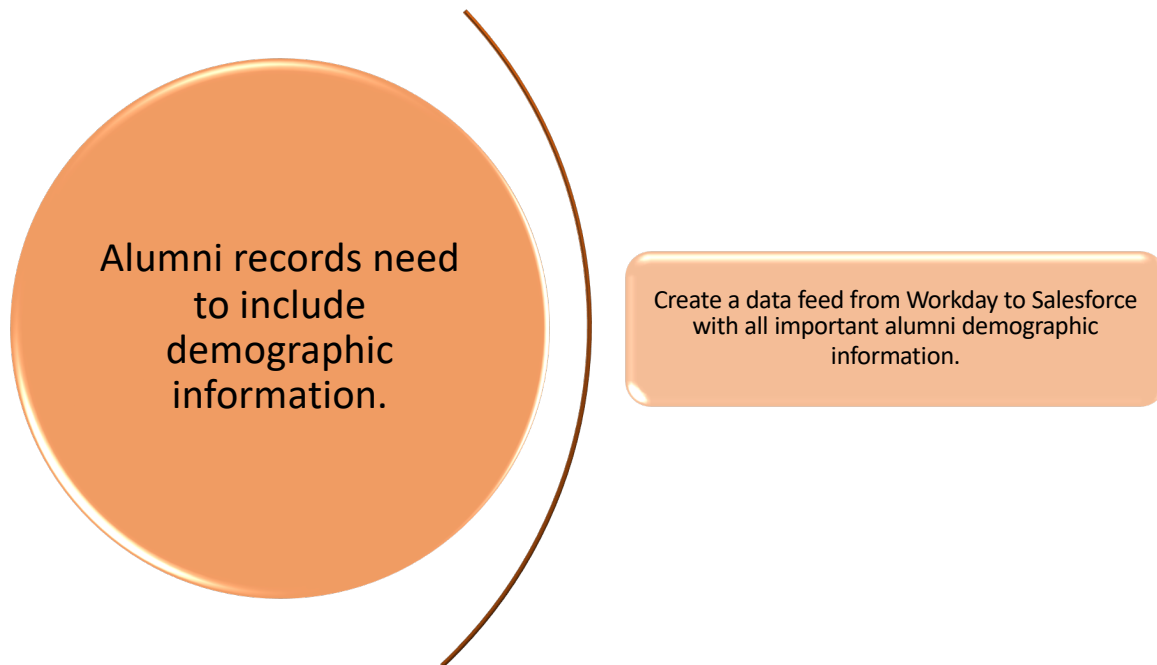 Alumni records need
to include
demographic
information.
Create a data feed from Workday to Salesforce
with all important alumni demographic
information.